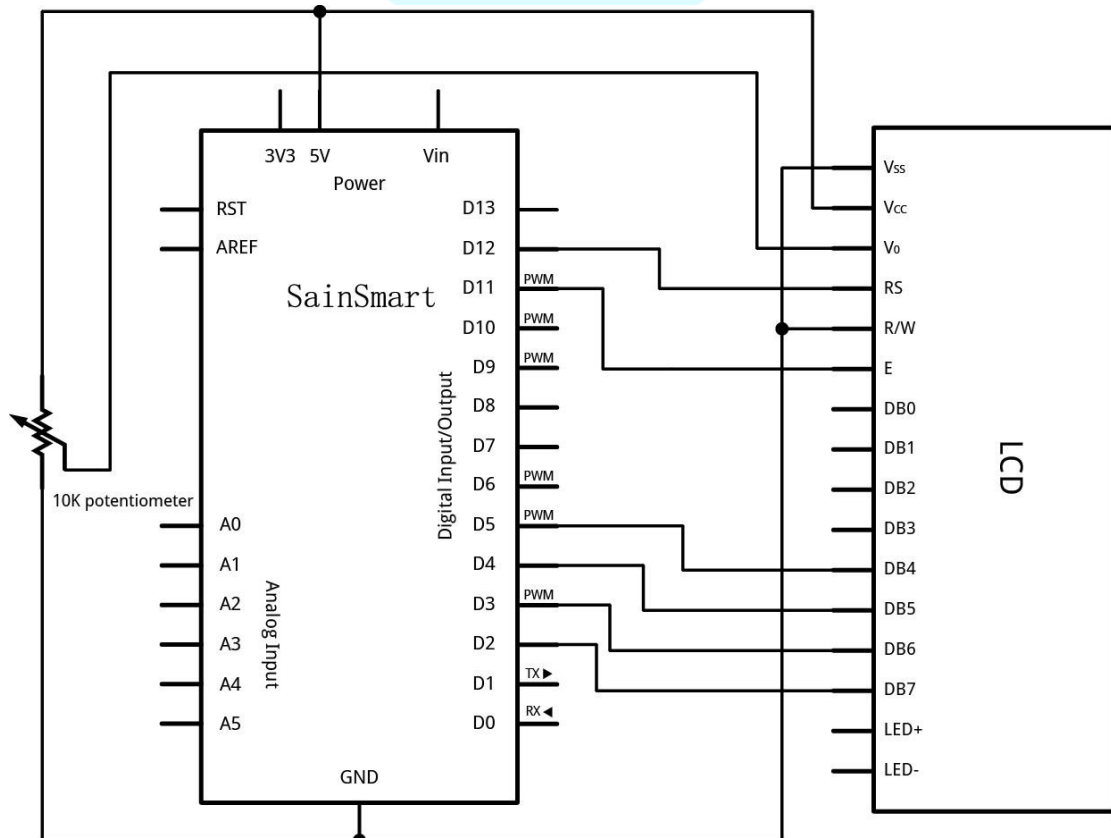 3V3 5V Vin
Power
RST
AREF
SainSmart
D13
D12
D11 PWM
D10 PWM
D9 PWM
D8
D7
D6 PWM
D5 PWM
D4
D3 PWM
D2
D1 TX ▶
D0 RX ◀
Digital Input/Output
10K potentiometer
A0
A1
A2
A3
A4
A5
Analog Input
GND
Vss
Vcc
V0
RS
R/W
E
DB0
DB1
DB2
DB3
DB4
DB5
DB6
DB7
LED+
LED-
LCD